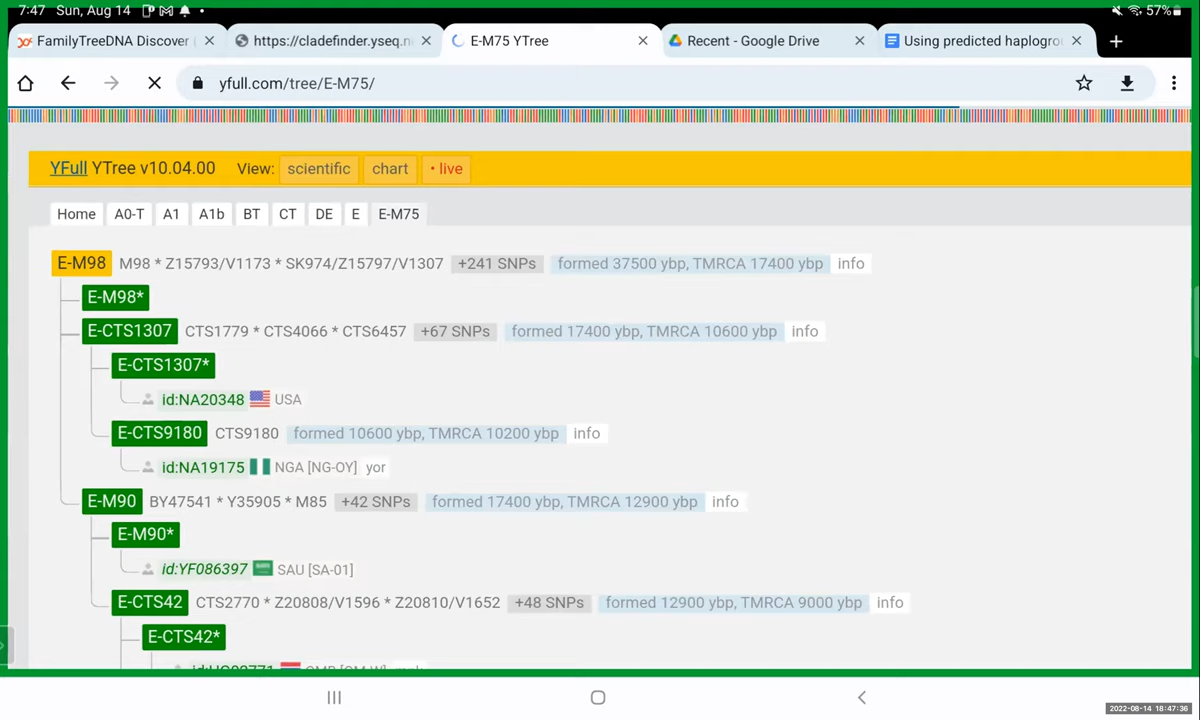 7:47 Sun, Aug 14 57%
FamilyTreeDNA Discover https://cladefinder.yseq.n E-M75 YTree Recent - Google Drive Using predicted haplogro
yfull.com/tree/E-M75/
YFull YTree v10.04.00 View: scientific chart • live
Home A0-T A1 A1b BT CT DE E E-M75
E-M98 M98 * Z15793/V1173 * SK974/Z15797/V1307 +241 SNPs formed 37500 ybp, TMRCA 17400 ybp info
E-M98*
E-CTS1307 CTS1779 * CTS4066 * CTS6457 +67 SNPs formed 17400 ybp, TMRCA 10600 ybp info
E-CTS1307*
id:NA20348 USA
E-CTS9180 CTS9180 formed 10600 ybp, TMRCA 10200 ybp info
id:NA19175 NGA [NG-OY] yor
E-M90 BY47541 * Y35905 * M85 +42 SNPs formed 17400 ybp, TMRCA 12900 ybp info
E-M90*
id:YF086397 SAU [SA-01]
E-CTS42 CTS2770 * Z20808/V1596 * Z20810/V1652 +48 SNPs formed 12900 ybp, TMRCA 9000 ybp info
E-CTS42*
2022-08-14 18:47:36